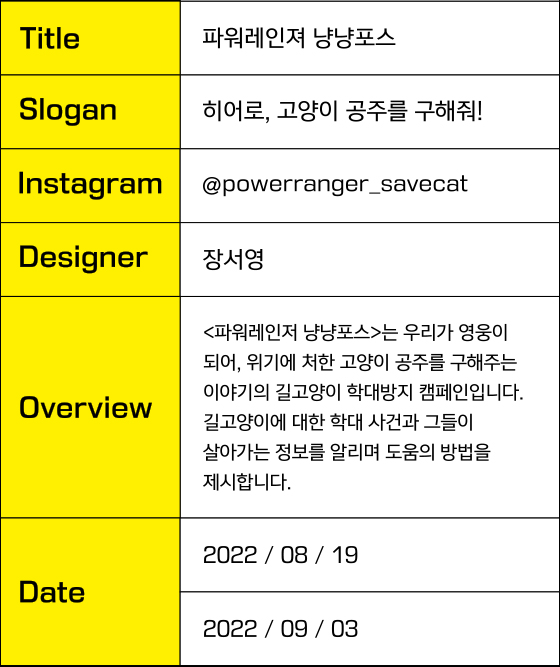 Title
파워레인져 냥냥포스
Slogan
히어로, 고양이 공주를 구해줘!
Instagram
@powerranger_savecat
Designer
장서영
Overview
<파워레인저 냥냥포스>는 우리가 영웅이
되어, 위기에 처한 고양이 공주를 구해주는
이야기의 길고양이 학대방지 캠페인입니다.
길고양이에 대한 학대 사건과 그들이
살아가는 정보를 알리며 도움의 방법을
제시합니다.
Date
2022 / 08 / 19
2022 / 09 / 03